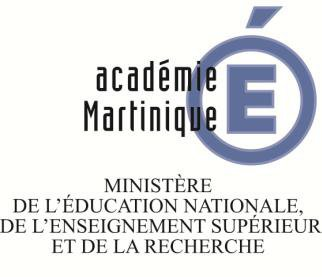 académie
Martinique
É
MINISTÈRE
DE L'ÉDUCATION NATIONALE,
DE L'ENSEIGNEMENT SUPÉRIEUR
ET DE LA RECHERCHE